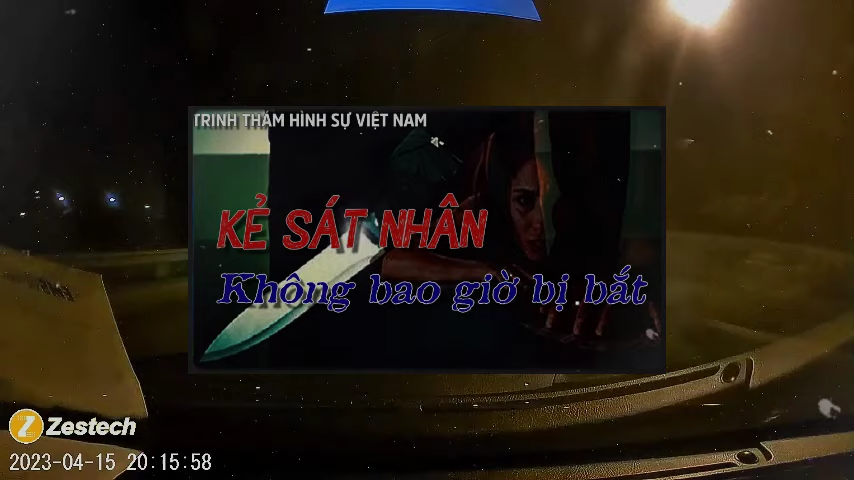 TRINH THÁM HÌNH SỰ VIỆT NAM
KẺ SÁT NHÂN
Không bao giờ bị bắt
Zestech
2023-04-15 20:15:58